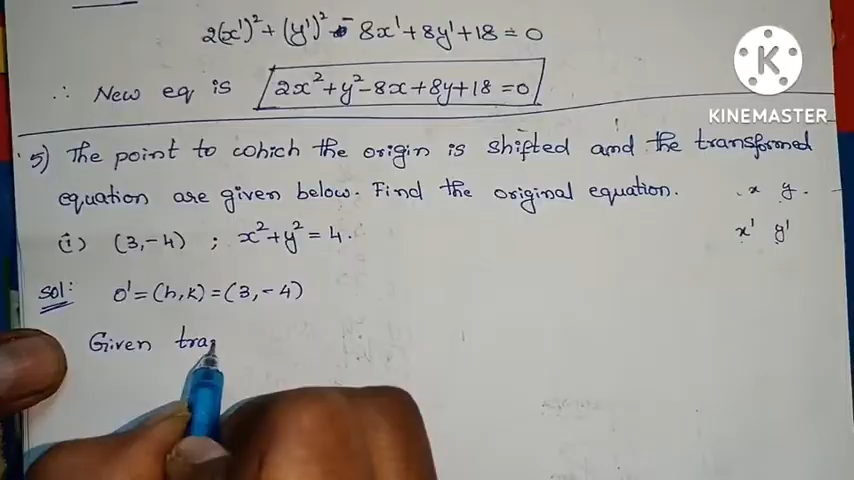 2(x')² + (y')² - 8x' + 8y' + 18 = 0
∴ New eq is 2x² + y² - 8x + 8y + 18 = 0
5) The point to which the origin is shifted and the transformed
equation are given below. Find the original equation. x y.
(i) (3,-4) ; x² + y² = 4. x' y'
Sol: O' = (h, k) = (3, -4)
Given tra
K
KINEMASTER